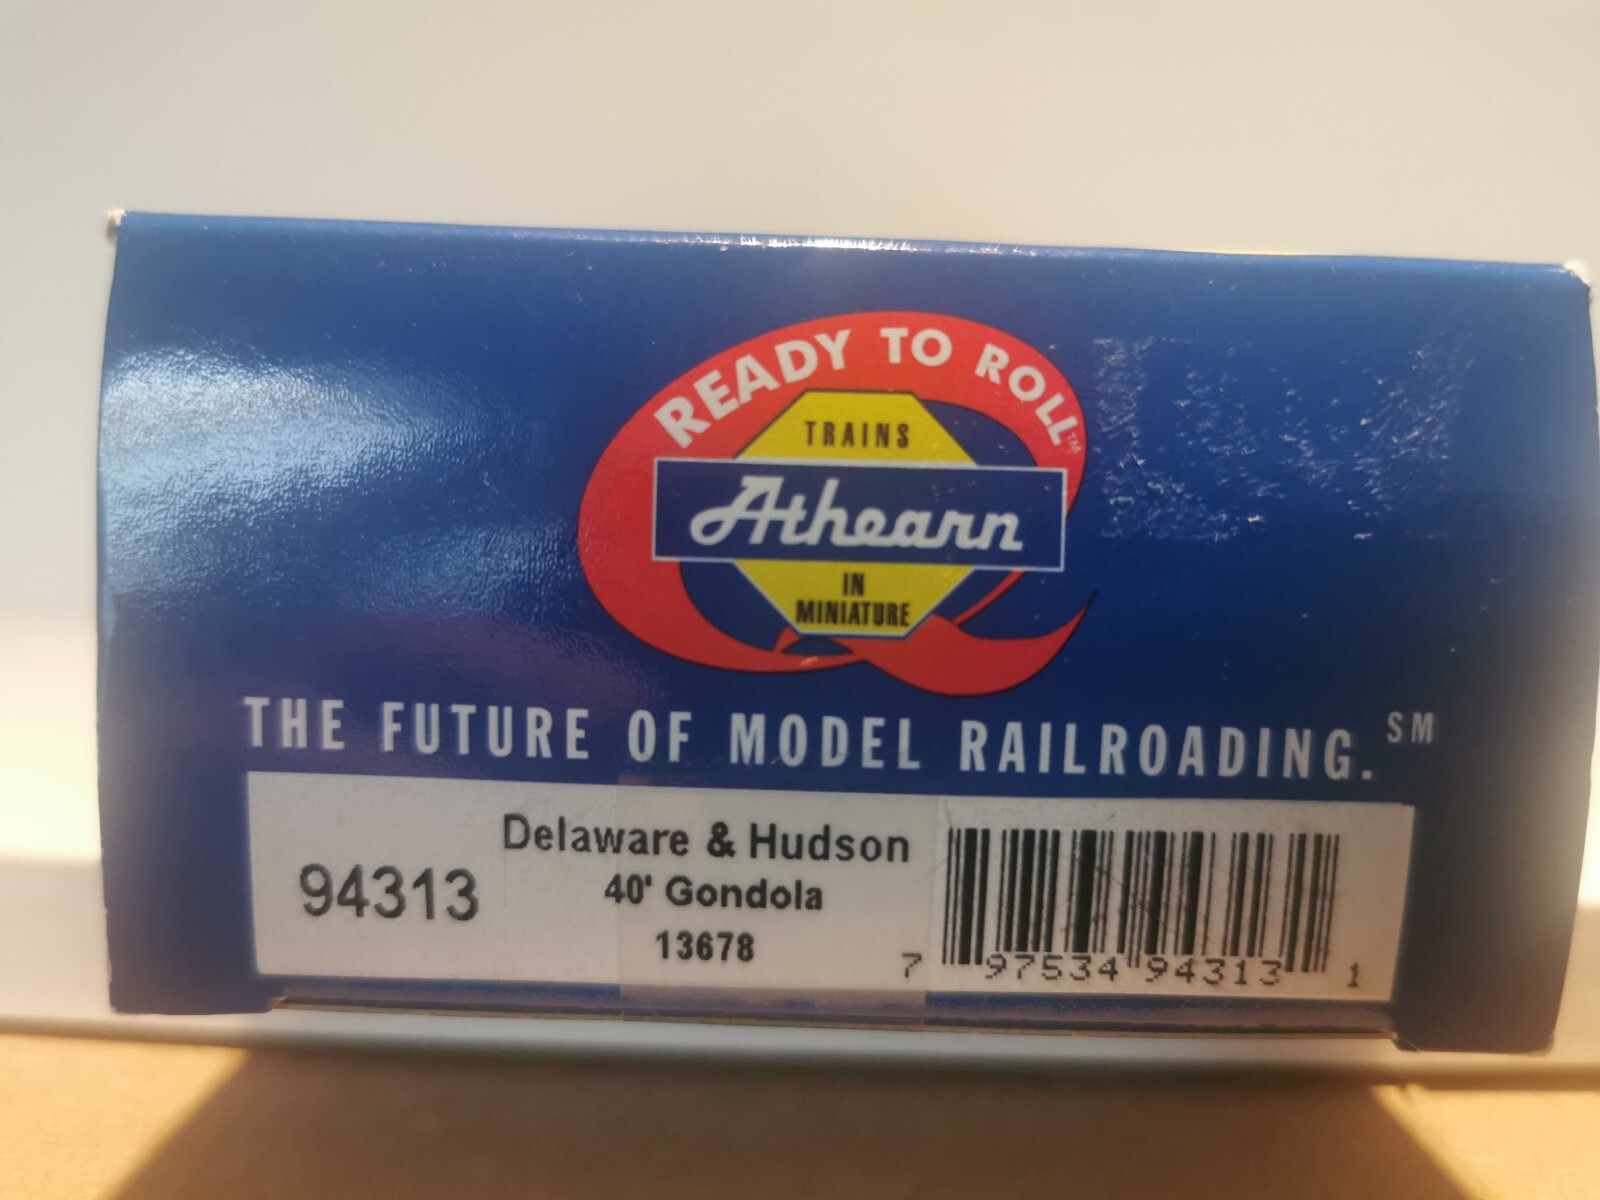 READY TO ROLL™
TRAINS
Athearn
IN
MINIATURE
THE FUTURE OF MODEL RAILROADING.℠
94313
Delaware & Hudson
40' Gondola
13678
7 97534 94313 1